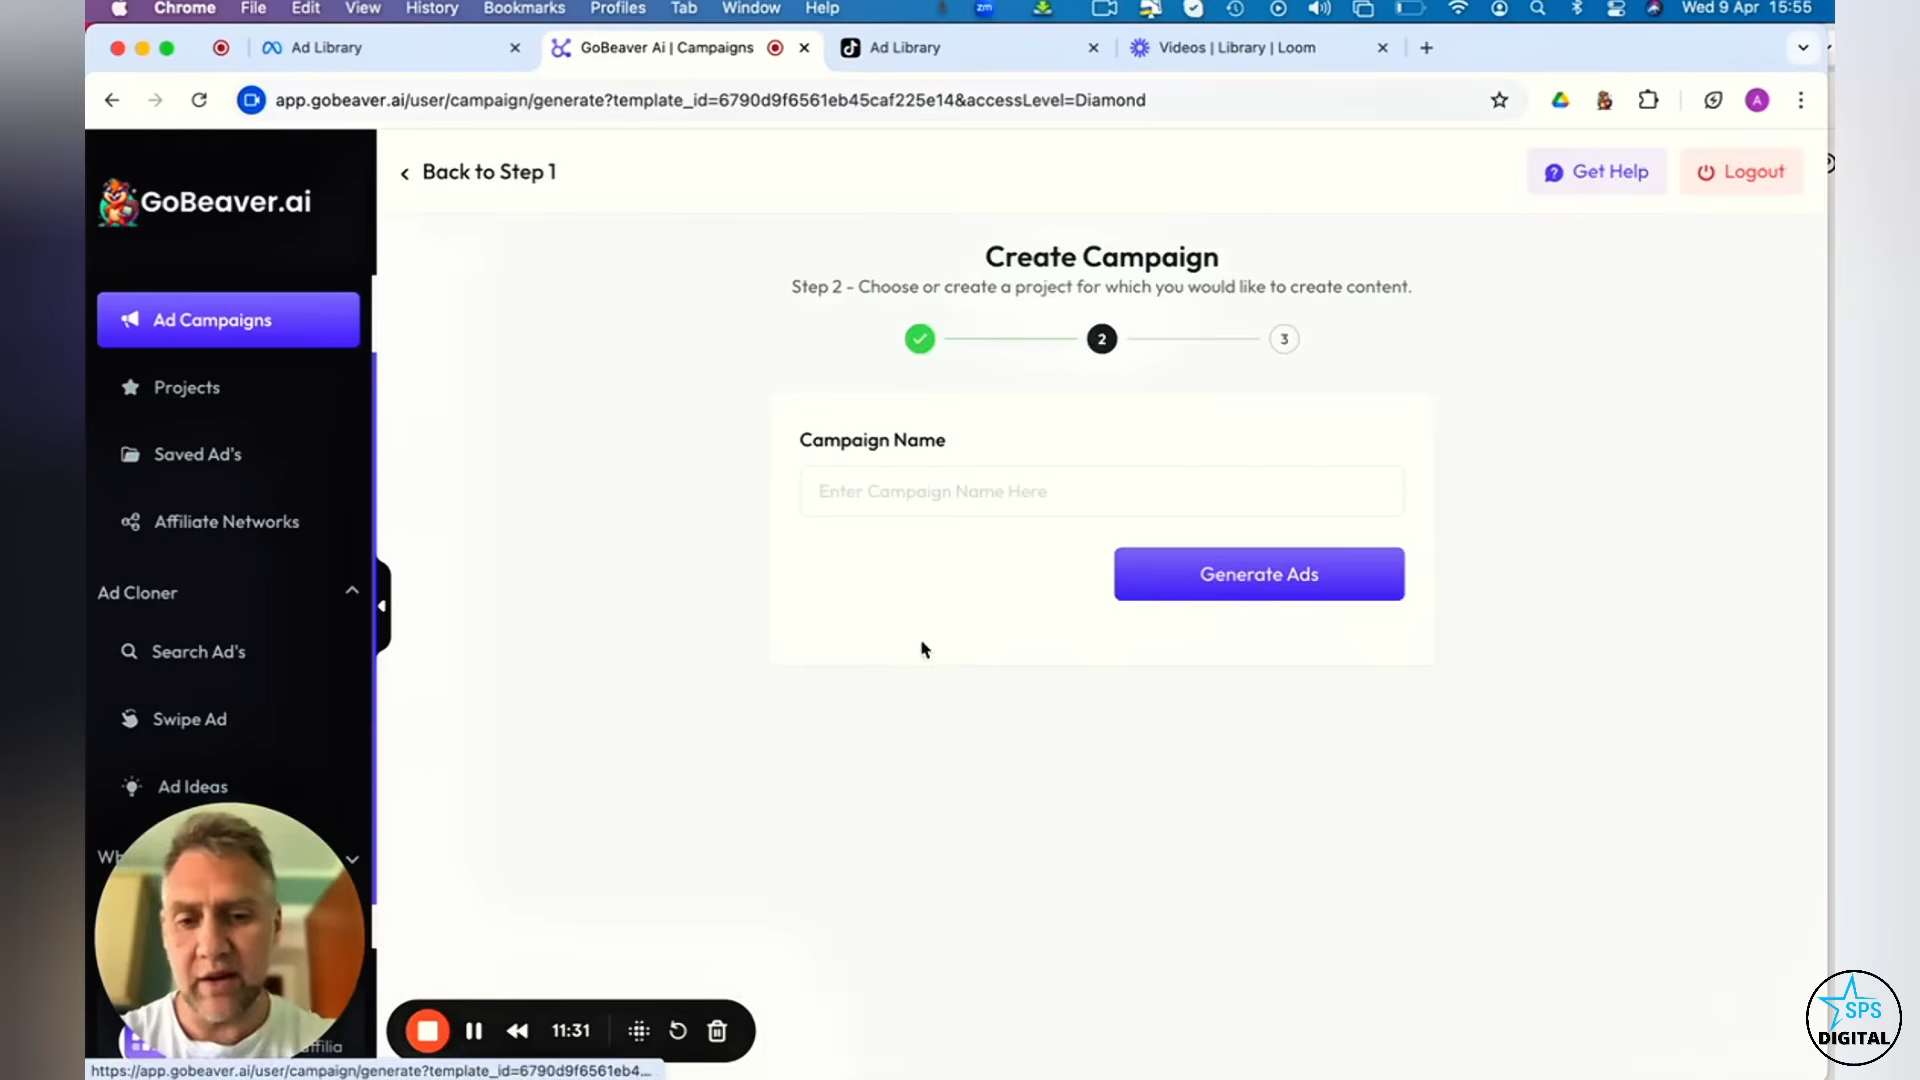 Chrome File Edit View History Bookmarks Profiles Tab Window Help zm Wed 9 Apr 15:55
Ad Library
GoBeaver Ai | Campaigns
Ad Library
Videos | Library | Loom
app.gobeaver.ai/user/campaign/generate?template_id=6790d9f6561eb45caf225e14&accessLevel=Diamond
A
GoBeaver.ai
Back to Step 1
Get Help
Logout
Create Campaign
Step 2 - Choose or create a project for which you would like to create content.
2
3
Ad Campaigns
Projects
Saved Ad's
Affiliate Networks
Ad Cloner
Search Ad's
Swipe Ad
Ad Ideas
Campaign Name
Enter Campaign Name Here
Generate Ads
11:31
https://app.gobeaver.ai/user/campaign/generate?template_id=6790d9f6561eb4...
SPS
DIGITAL